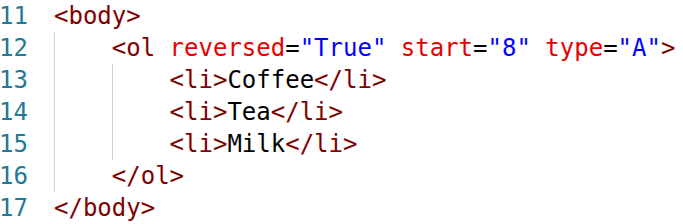 11 <body>
12 <ol reversed="True" start="8" type="A">
13 <li>Coffee</li>
14 <li>Tea</li>
15 <li>Milk</li>
16 </ol>
17 </body>